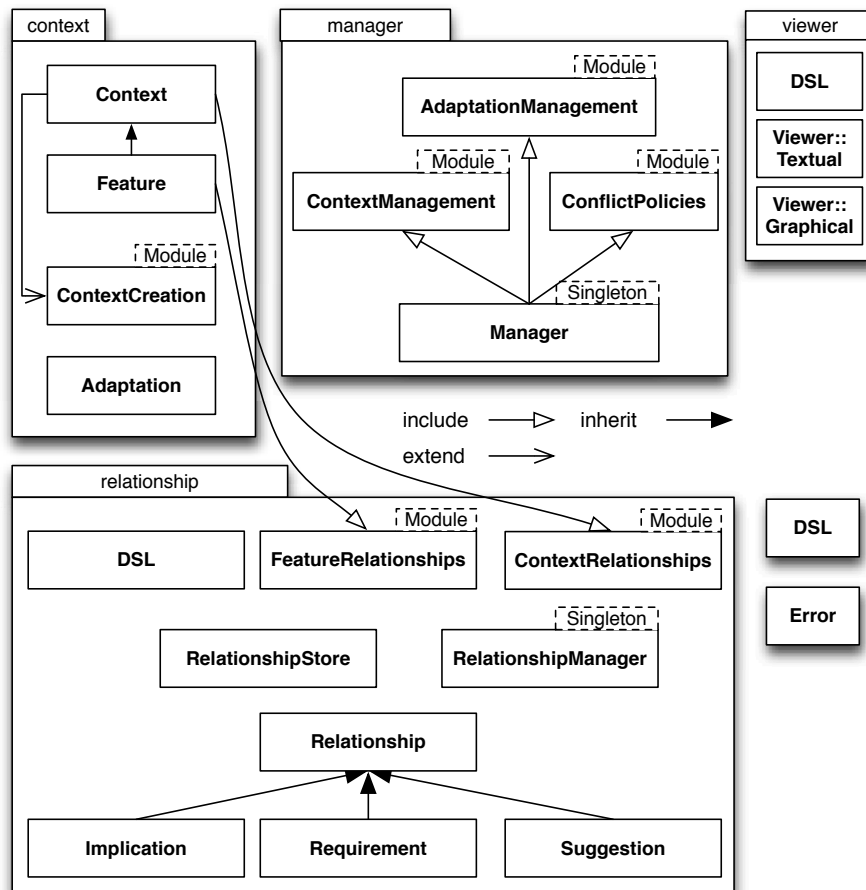 context
Context
Feature
Module
ContextCreation
Adaptation
manager
Module
AdaptationManagement
Module
ContextManagement
Module
ConflictPolicies
Singleton
Manager
viewer
DSL
Viewer::
Textual
Viewer::
Graphical
include
inherit
extend
relationship
DSL
Module
FeatureRelationships
Module
ContextRelationships
RelationshipStore
Singleton
RelationshipManager
Relationship
Implication
Requirement
Suggestion
DSL
Error